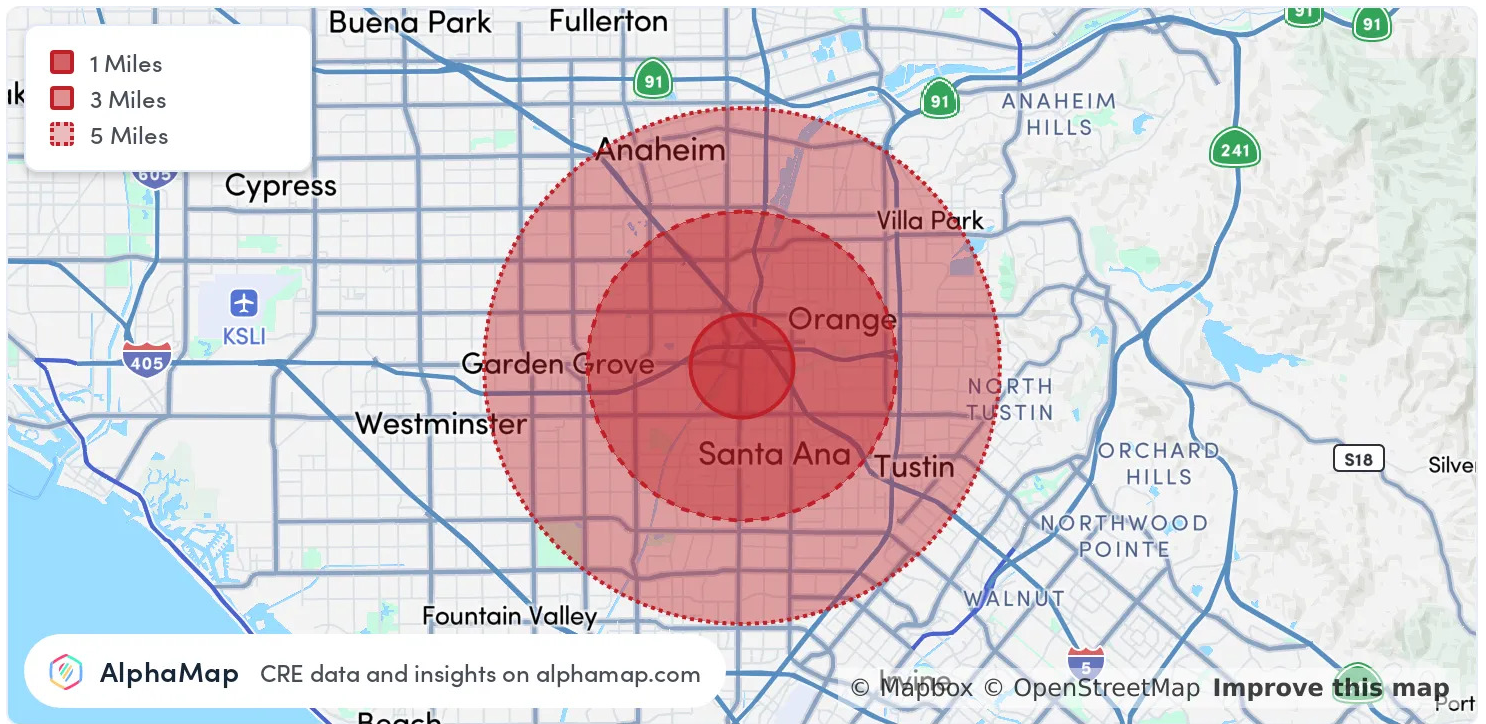 Buena Park
Fullerton
1 Miles
3 Miles
5 Miles
91
91
91
91
ANAHEIM
HILLS
241
Anaheim
605
Cypress
Villa Park
KSLI
Orange
405
Garden Grove
NORTH
TUSTIN
Westminster
Santa Ana
Tustin
ORCHARD
HILLS
S18
NORTHWOOD
POINTE
WALNUT
Fountain Valley
5
AlphaMap
CRE data and insights on alphamap.com
Irvine
© Mapbox © OpenStreetMap Improve this map
Beach